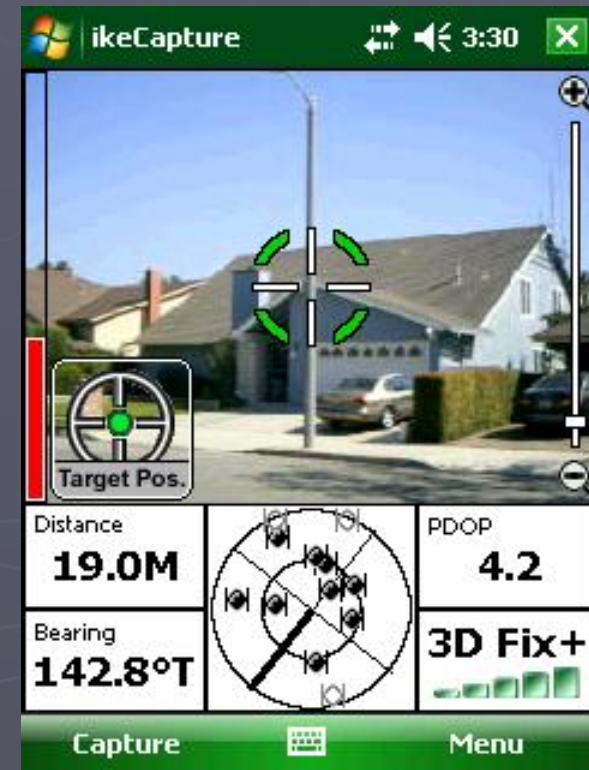 ikeCapture 3:30
Target Pos.
Distance
19.0M
PDOP
4.2
Bearing
142.8°T
3D Fix+
Capture Menu